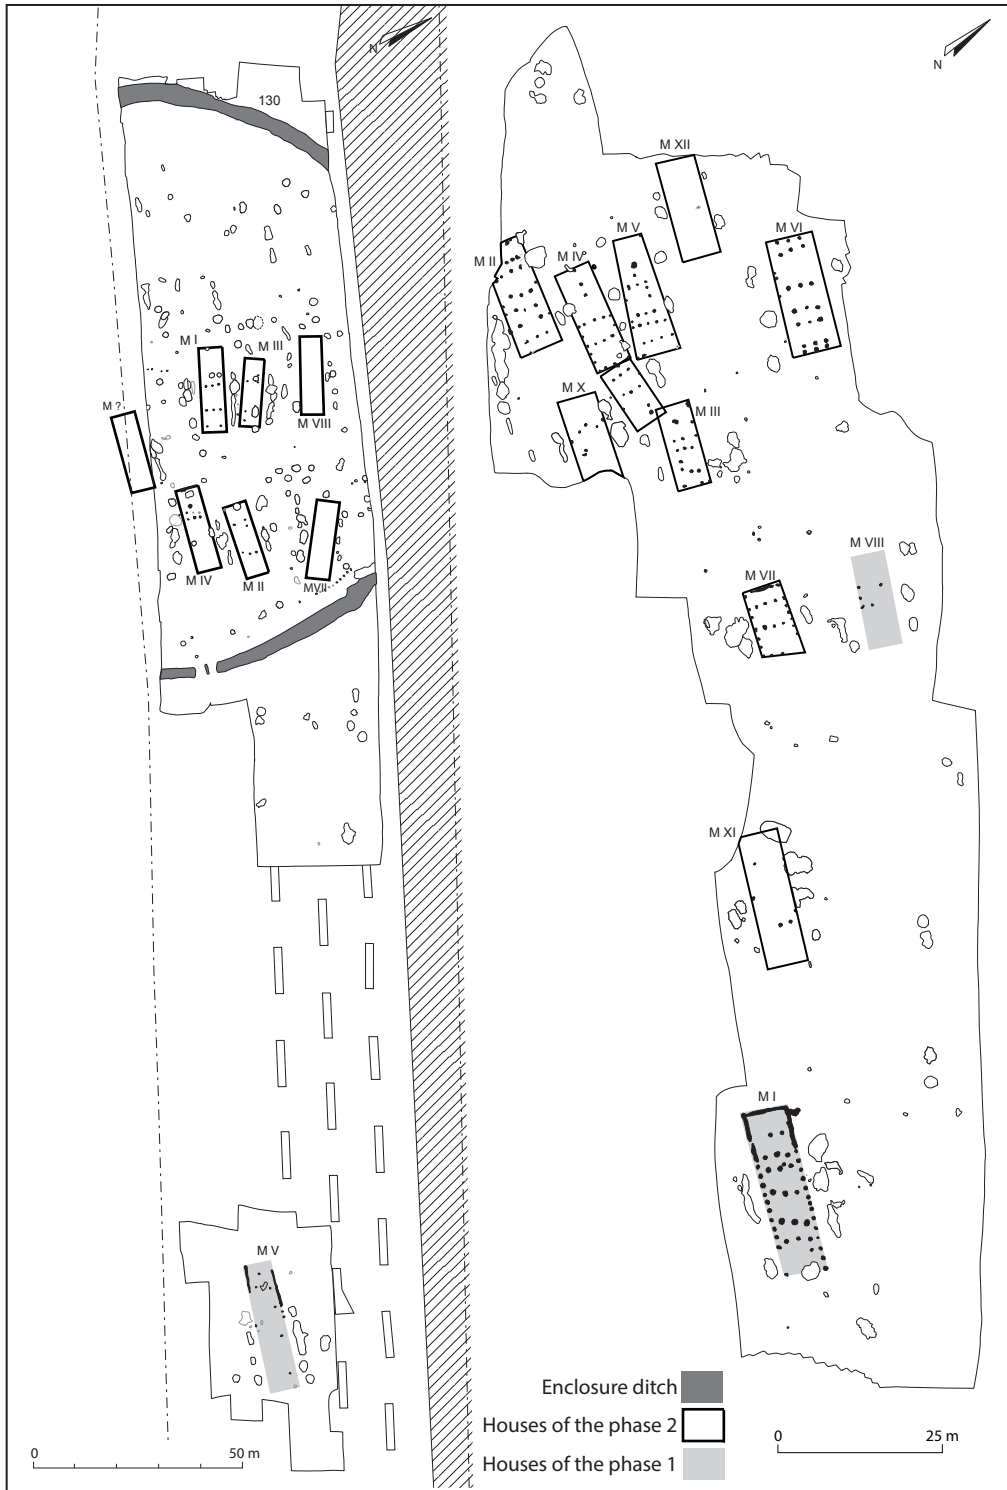 N
130
M I
M III
M VIII
M ?
M IV
M II
MVII
M V
0
50 m
N
M XII
M V
M VI
M II
M IV
M X
M III
M VIII
M VII
M XI
M I
Enclosure ditch
Houses of the phase 2
Houses of the phase 1
0
25 m